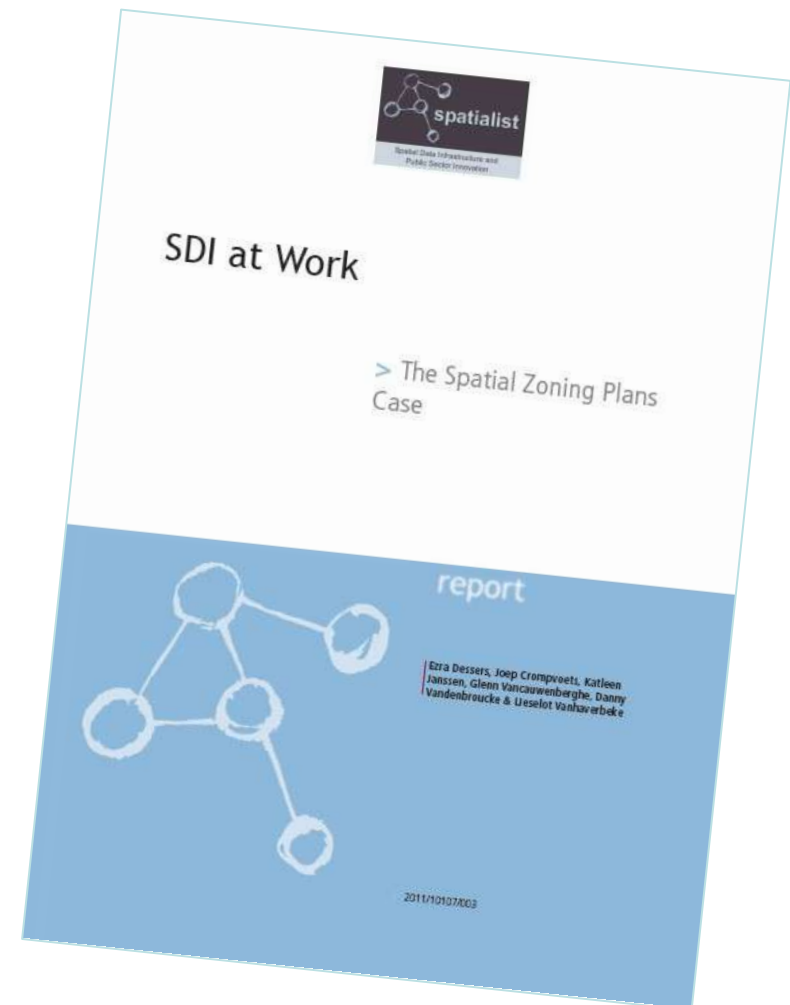 spatialist
Spatial Data Infrastructure and
Public Sector Innovation
SDI at Work
> The Spatial Zoning Plans
Case
report
Ezra Dessers, Joep Crompvoets, Katleen
Janssen, Glenn Vancauwenberghe, Danny
Vandenbroucke & Lieselot Vanhaverbeke
2011/10107/003